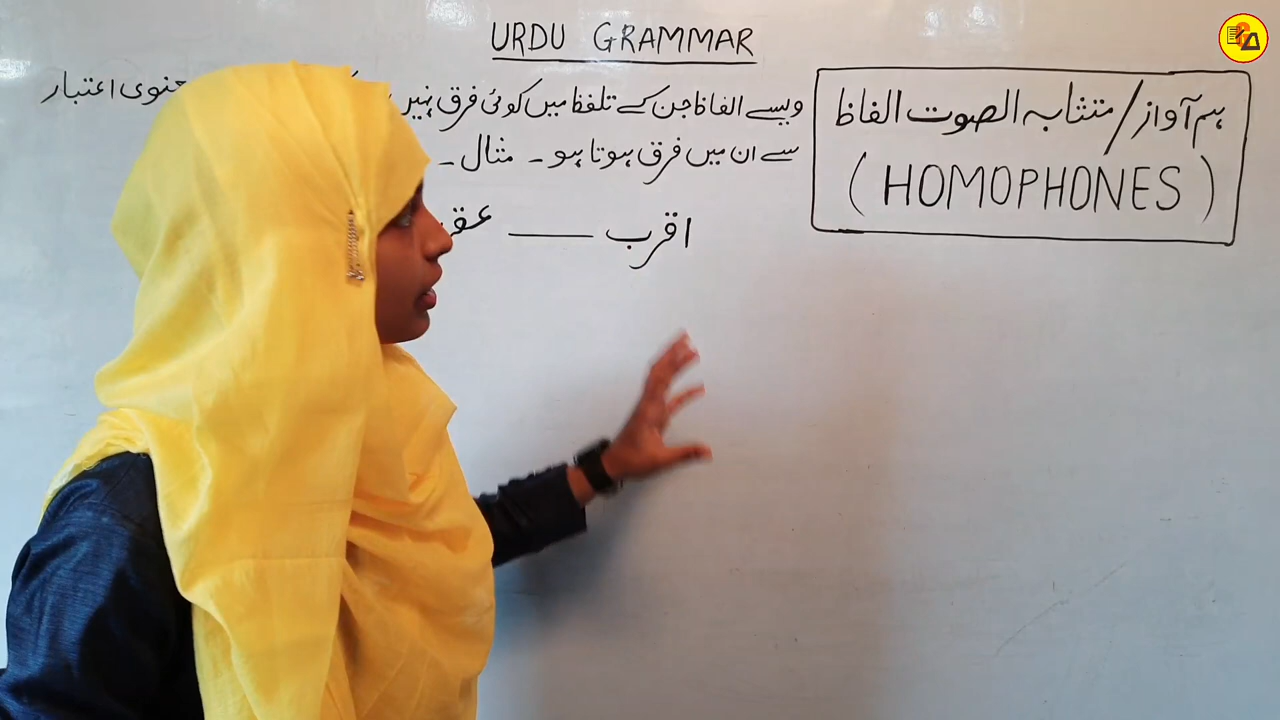 URDU GRAMMAR
ہم آواز / متشابہ الصوت الفاظ
(HOMOPHONES)
ویسے الفاظ جن کے تلفظ میں کوئی فرق نہیں معنوی اعتبار
سے ان میں فرق ہوتا ہو۔ مثال۔
اقرب ——